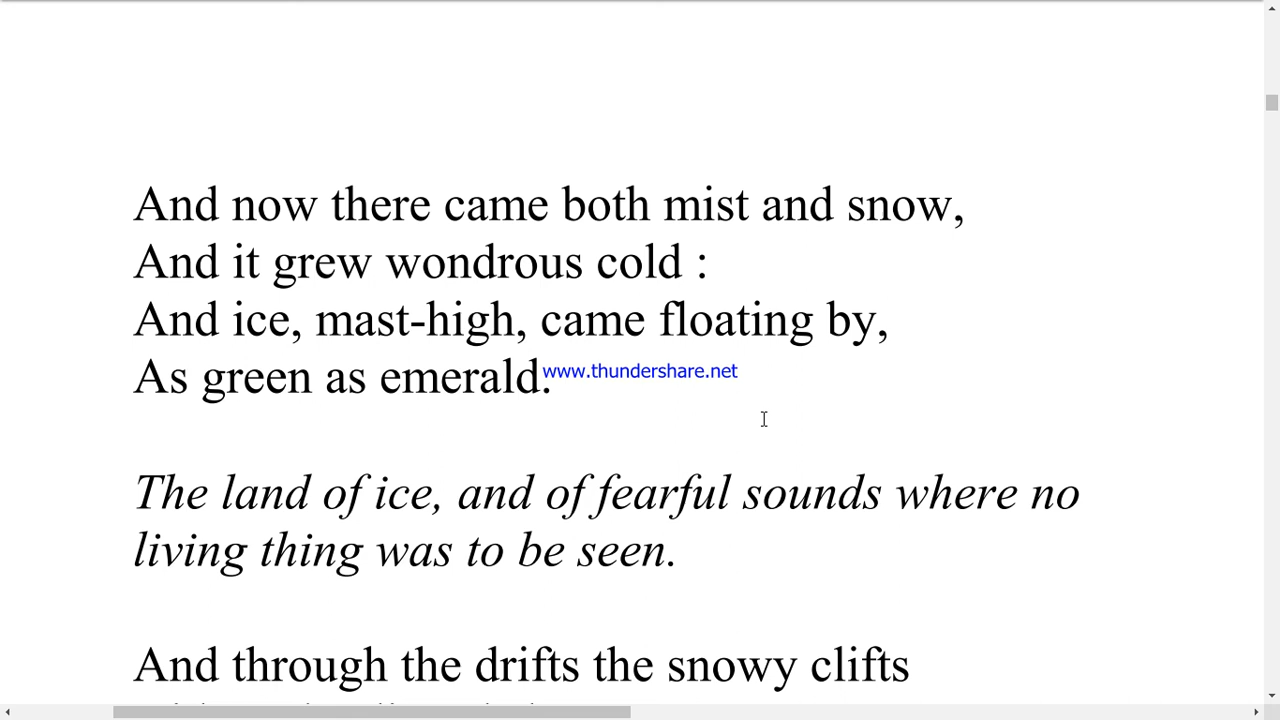 And now there came both mist and snow,
And it grew wondrous cold :
And ice, mast-high, came floating by,
As green as emerald.
www.thundershare.net
The land of ice, and of fearful sounds where no
living thing was to be seen.
And through the drifts the snowy clifts